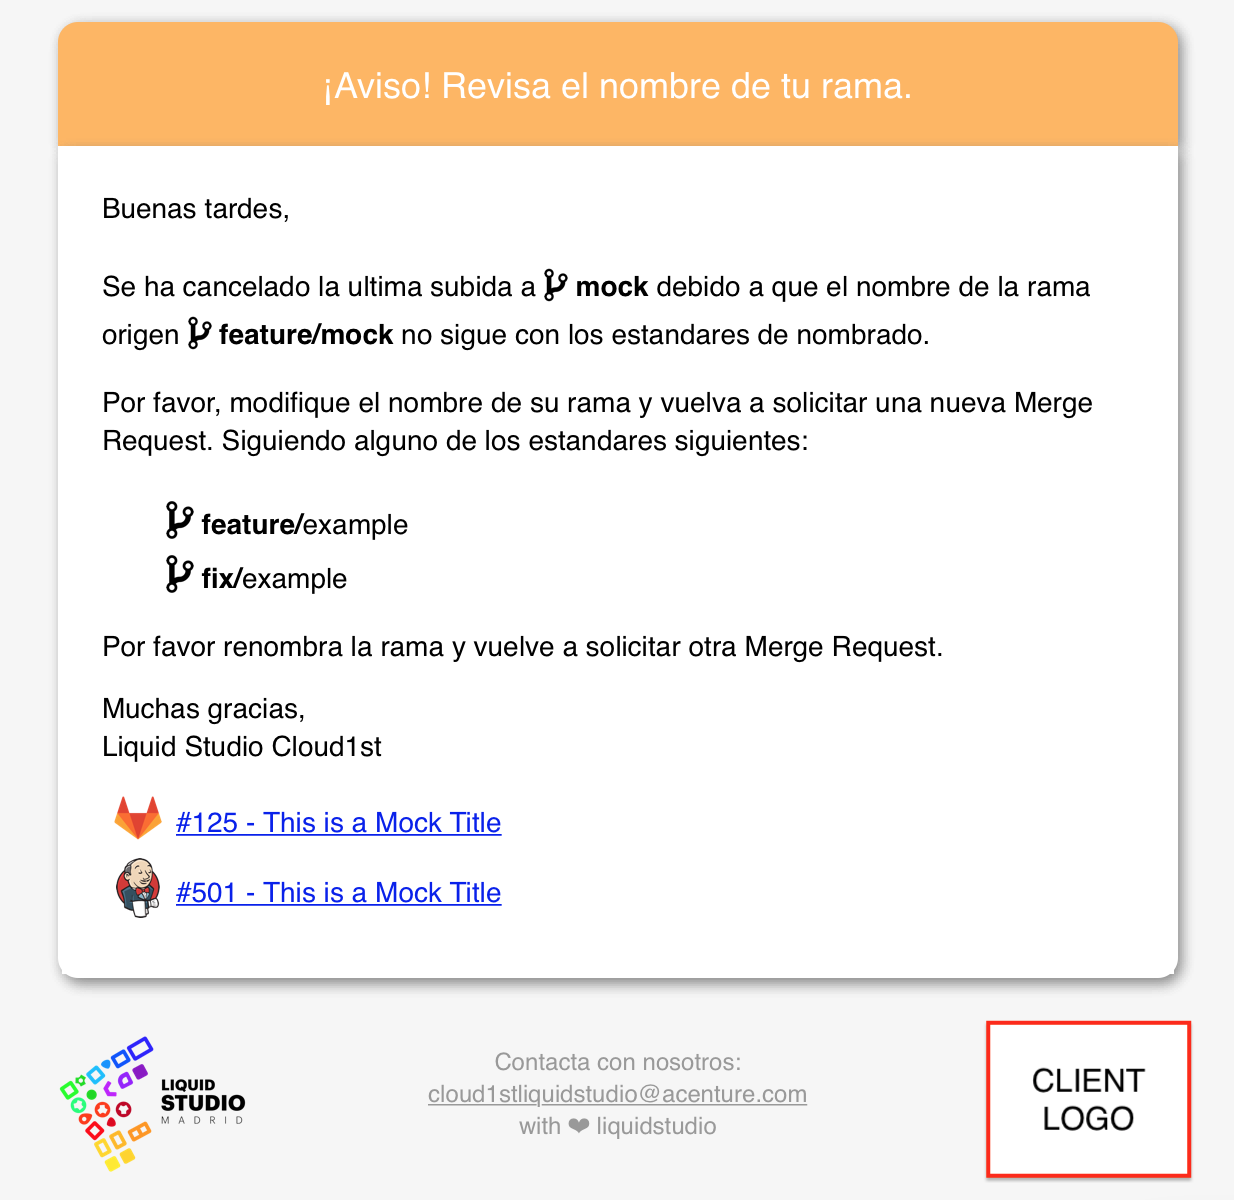 ¡Aviso! Revisa el nombre de tu rama.
Buenas tardes,
Se ha cancelado la ultima subida a mock debido a que el nombre de la rama
origen feature/mock no sigue con los estandares de nombrado.
Por favor, modifique el nombre de su rama y vuelva a solicitar una nueva Merge
Request. Siguiendo alguno de los estandares siguientes:
feature/example
fix/example
Por favor renombra la rama y vuelve a solicitar otra Merge Request.
Muchas gracias,
Liquid Studio Cloud1st
#125 - This is a Mock Title
#501 - This is a Mock Title
LIQUID
STUDIO
MADRID
Contacta con nosotros:
cloud1stliquidstudio@acenture.com
with ❤ liquidstudio
CLIENT
LOGO